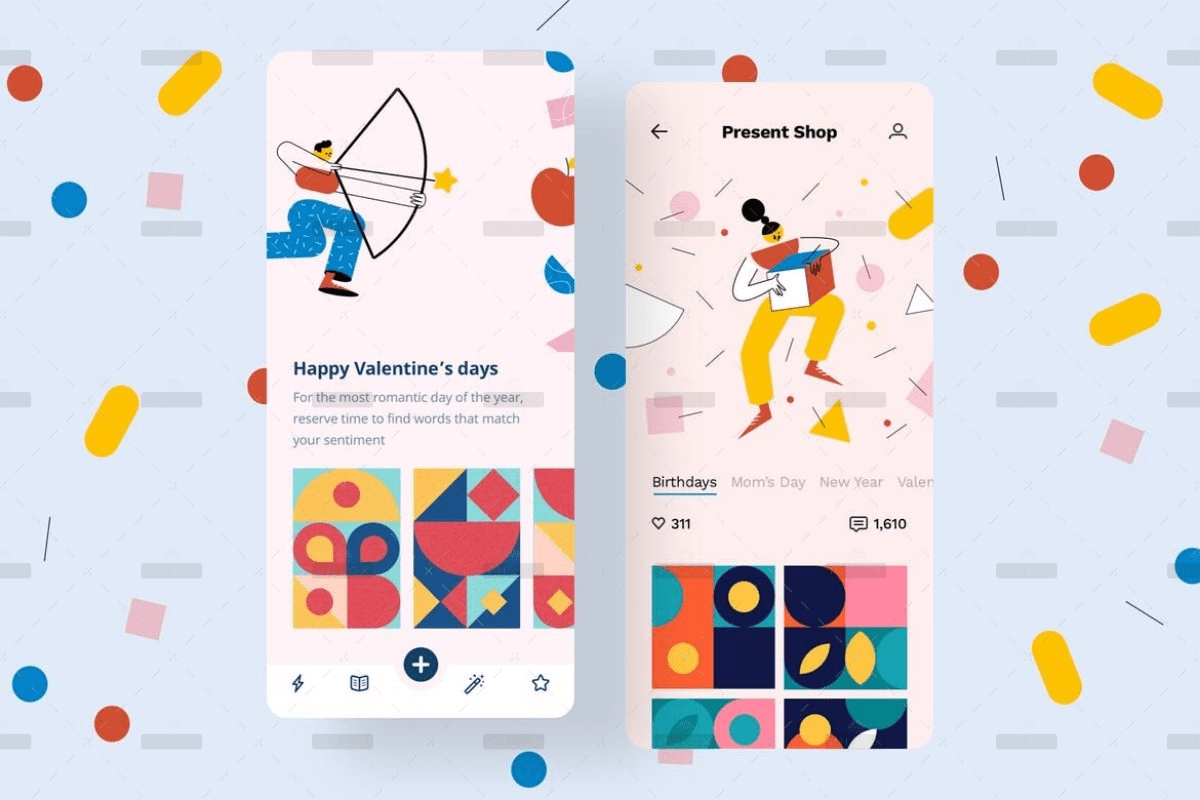 Happy Valentine's days
For the most romantic day of the year,
reserve time to find words that match
your sentiment
Present Shop
Birthdays Mom's Day New Year Valen
311 1,610